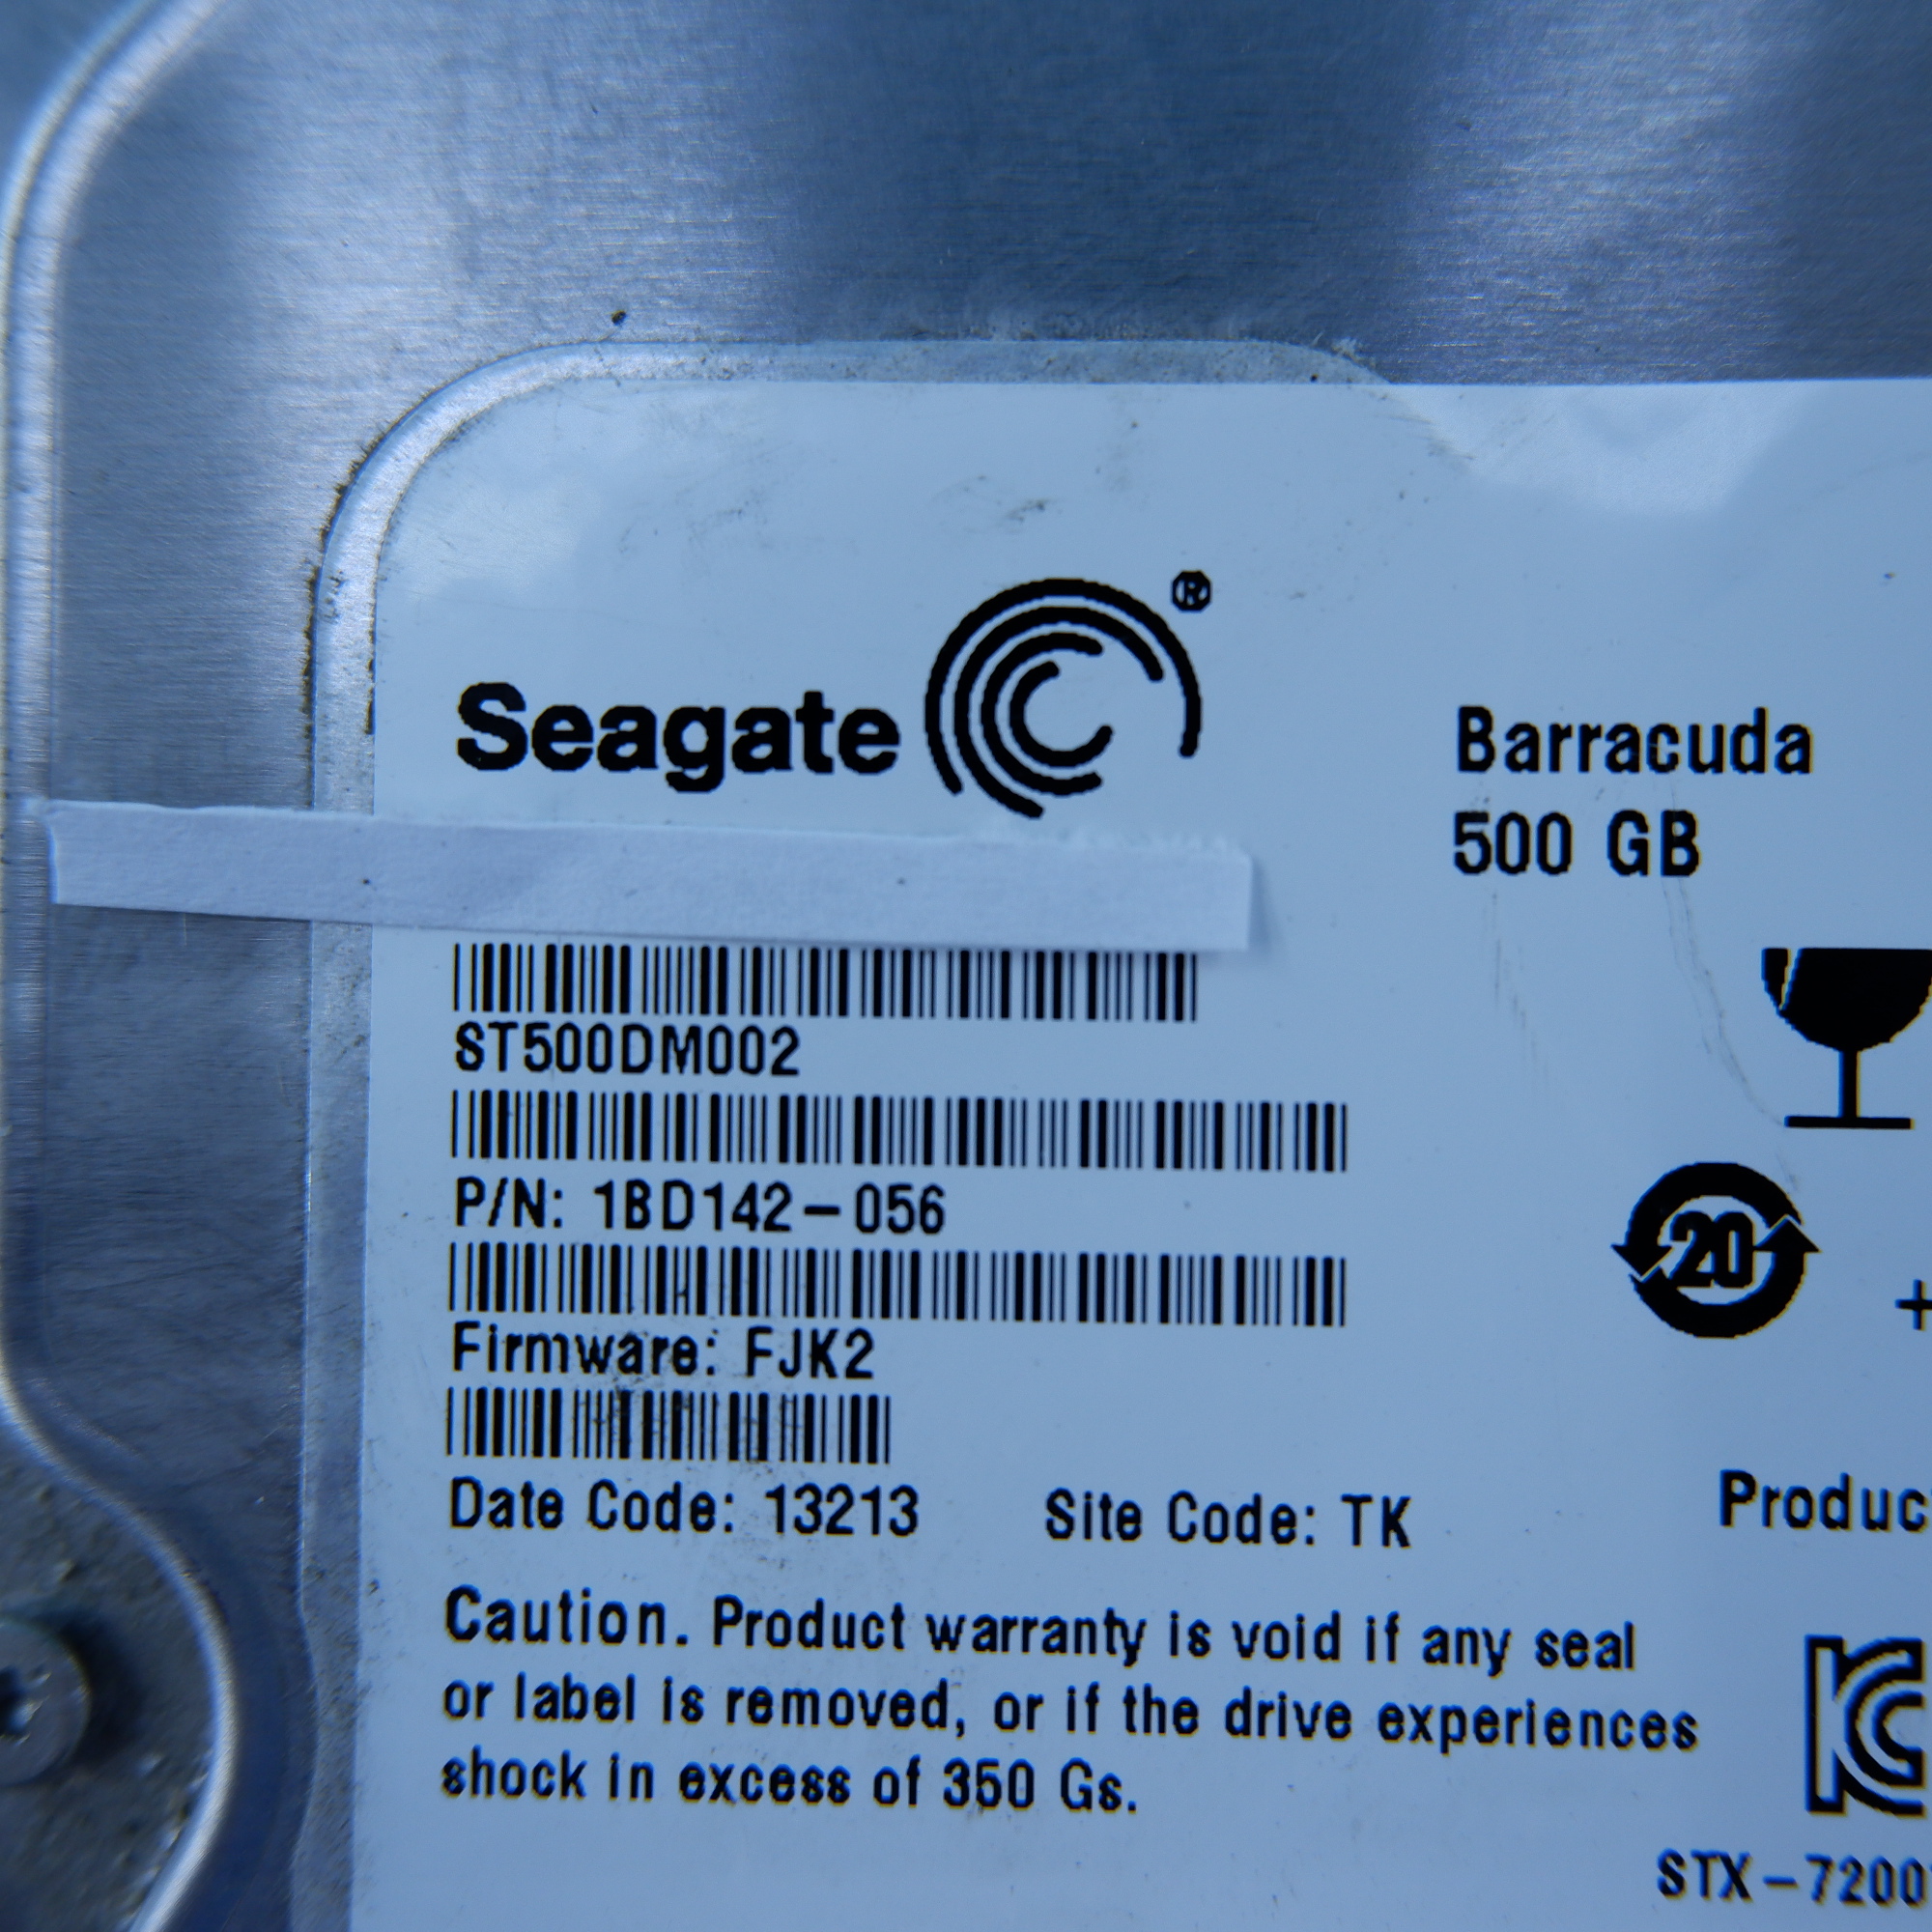 Seagate ®
Barracuda
500 GB
ST500DM002
P/N: 1BD142-056
20
+
Firmware: FJK2
Date Code: 13213 Site Code: TK
Caution. Product warranty is void if any seal
or label is removed, or if the drive experiences
shock in excess of 350 Gs.